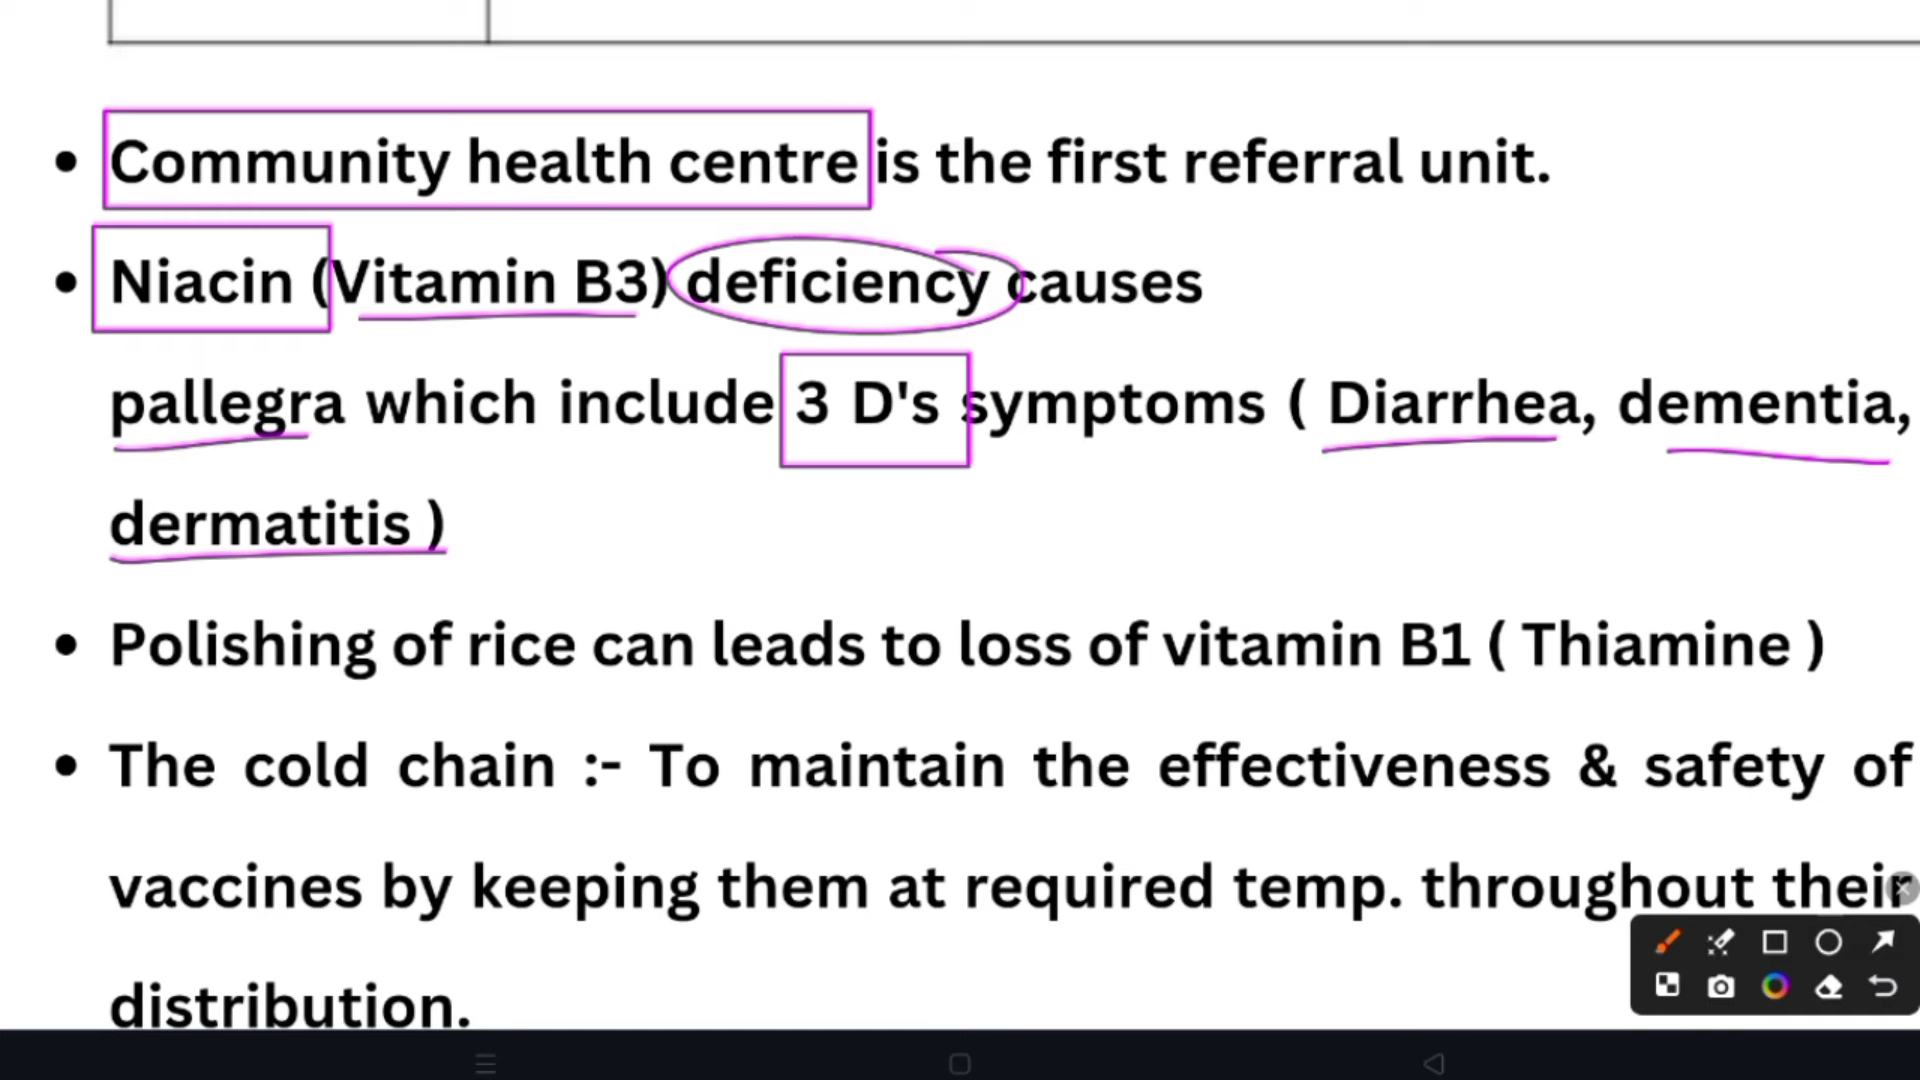 Community health centre is the first referral unit.
Niacin (Vitamin B3) deficiency causes
pallegra which include 3 D's symptoms ( Diarrhea, dementia,
dermatitis )
Polishing of rice can leads to loss of vitamin B1 ( Thiamine )
The cold chain :- To maintain the effectiveness & safety of
vaccines by keeping them at required temp. throughout their
distribution.